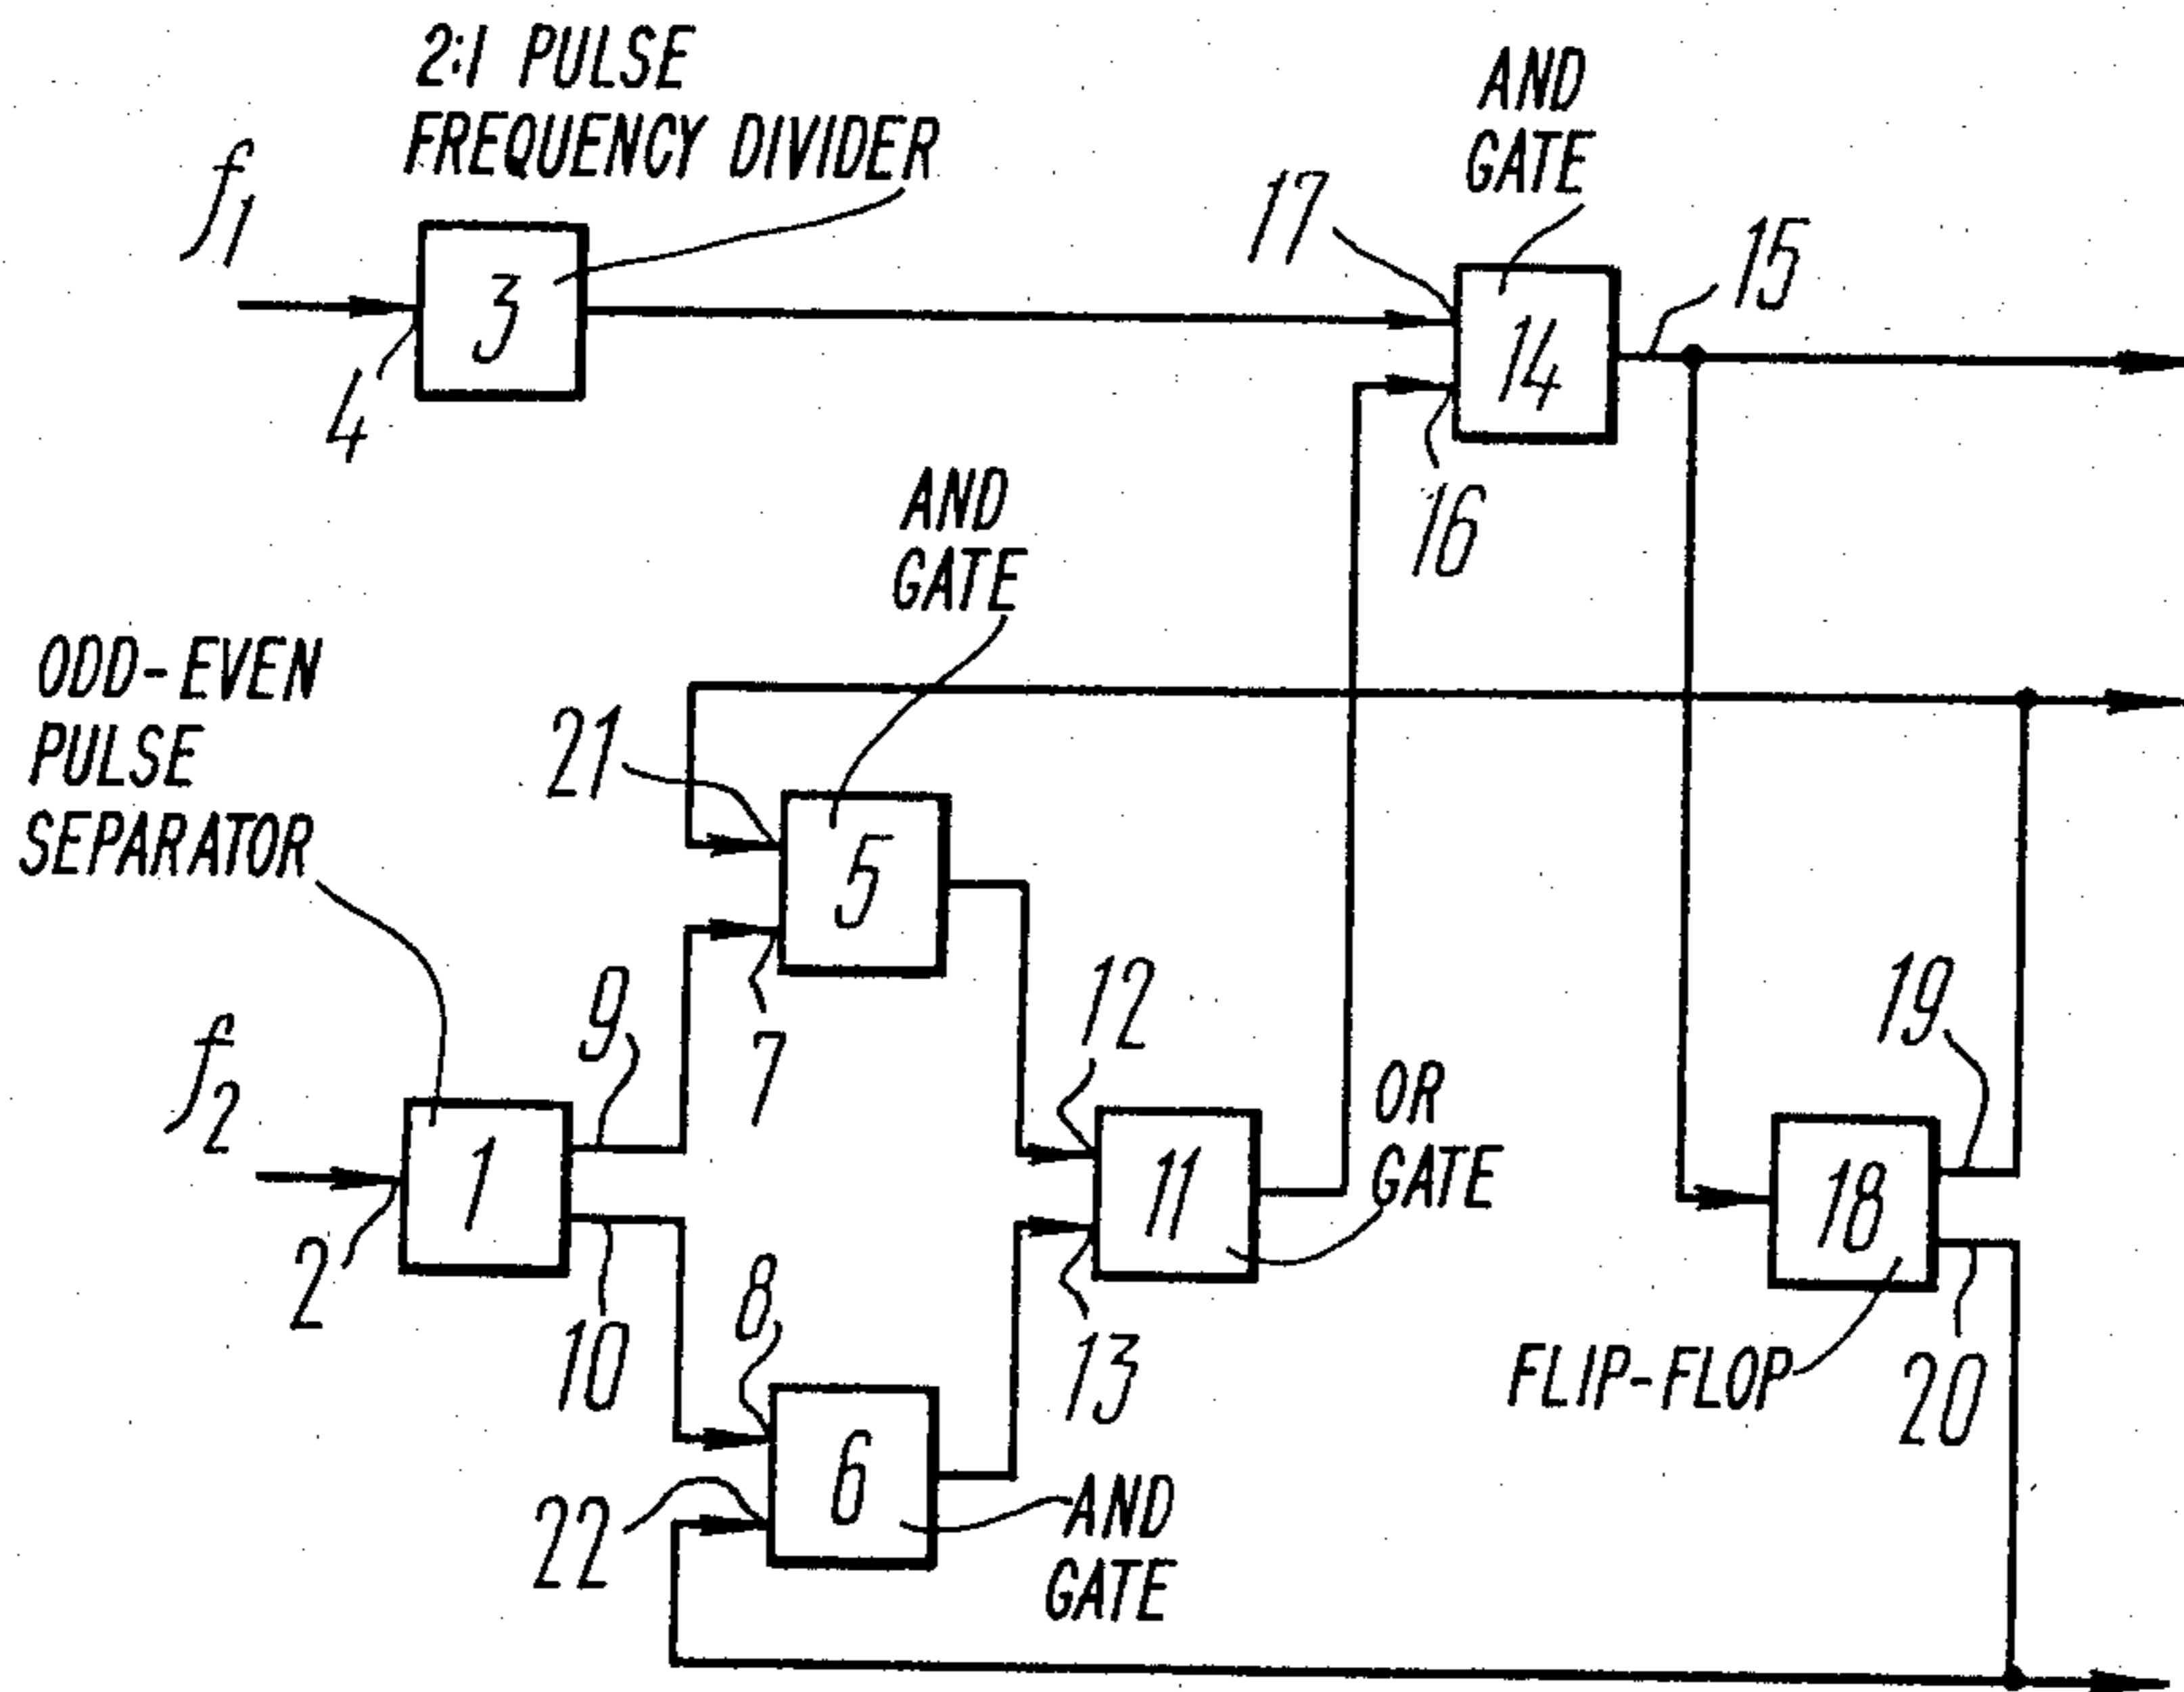 2:1 PULSE
FREQUENCY DIVIDER
AND
GATE
f1
3
4
17
14
15
16
AND
GATE
ODD-EVEN
PULSE
SEPARATOR
21
5
7
9
12
19
f2
1
2
10
11
OR
GATE
18
8
13
FLIP-FLOP
20
6
22
AND
GATE